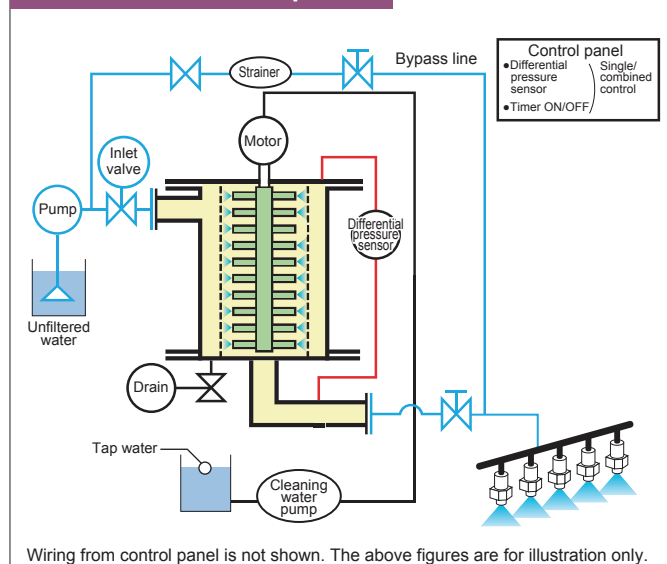 Strainer
Bypass line
Control panel
●Differential
pressure
sensor
●Timer ON/OFF
Single/
combined
control
Motor
Inlet
valve
Pump
Differential
pressure
sensor
Unfiltered
water
Drain
Tap water
Cleaning
water
pump
Wiring from control panel is not shown. The above figures are for illustration only.